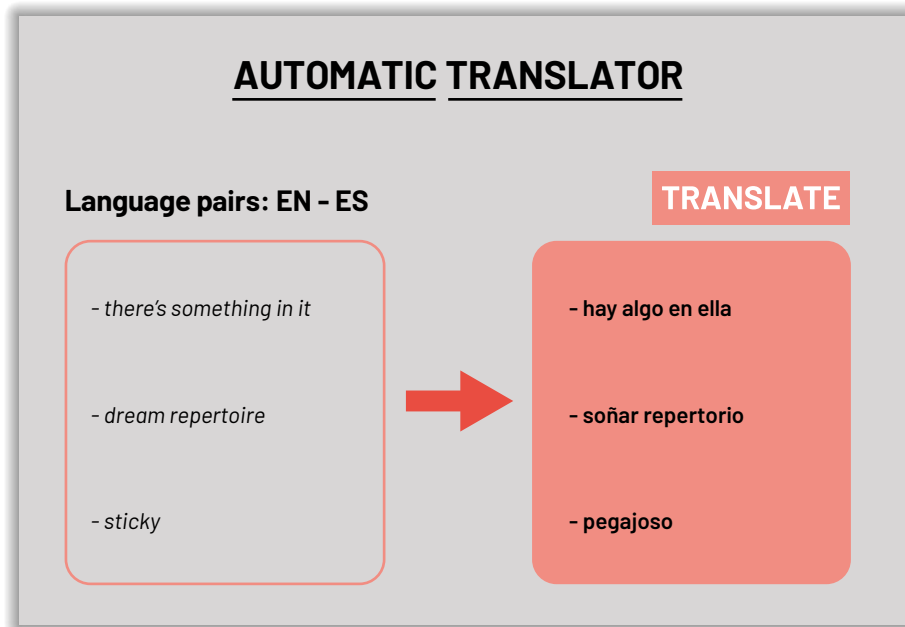 AUTOMATIC TRANSLATOR
Language pairs: EN - ES
TRANSLATE
- there’s something in it
- dream repertoire
- sticky
- hay algo en ella
- soñar repertorio
- pegajoso